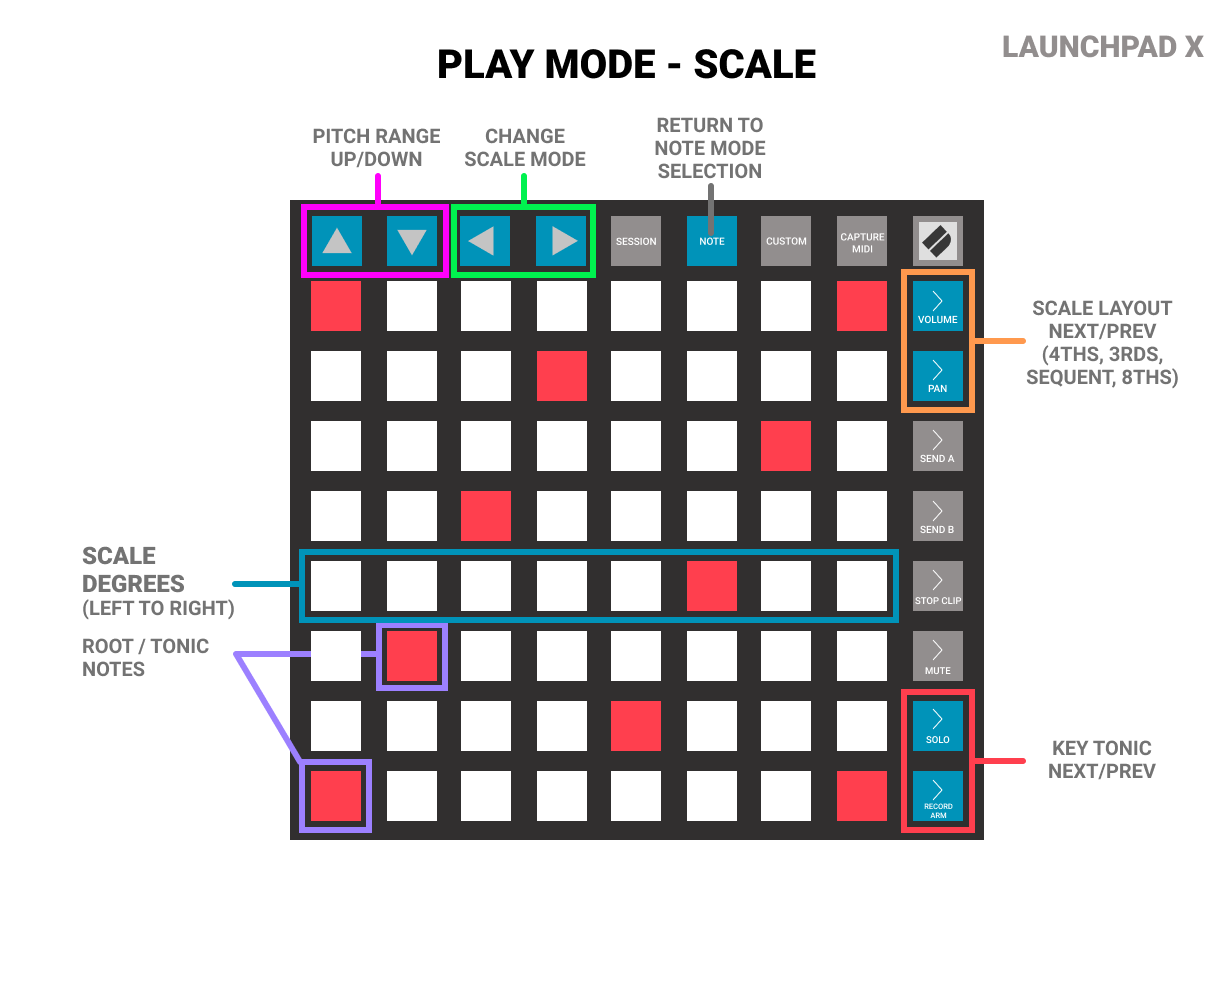 LAUNCHPAD X
PLAY MODE - SCALE
PITCH RANGE
UP/DOWN
CHANGE
SCALE MODE
RETURN TO
NOTE MODE
SELECTION
SESSION
NOTE
CUSTOM
CAPTURE
MIDI
VOLUME
PAN
SEND A
SEND B
STOP CLIP
MUTE
SOLO
RECORD
ARM
SCALE LAYOUT
NEXT/PREV
(4THS, 3RDS,
SEQUENT, 8THS)
SCALE
DEGREES
(LEFT TO RIGHT)
ROOT / TONIC
NOTES
KEY TONIC
NEXT/PREV